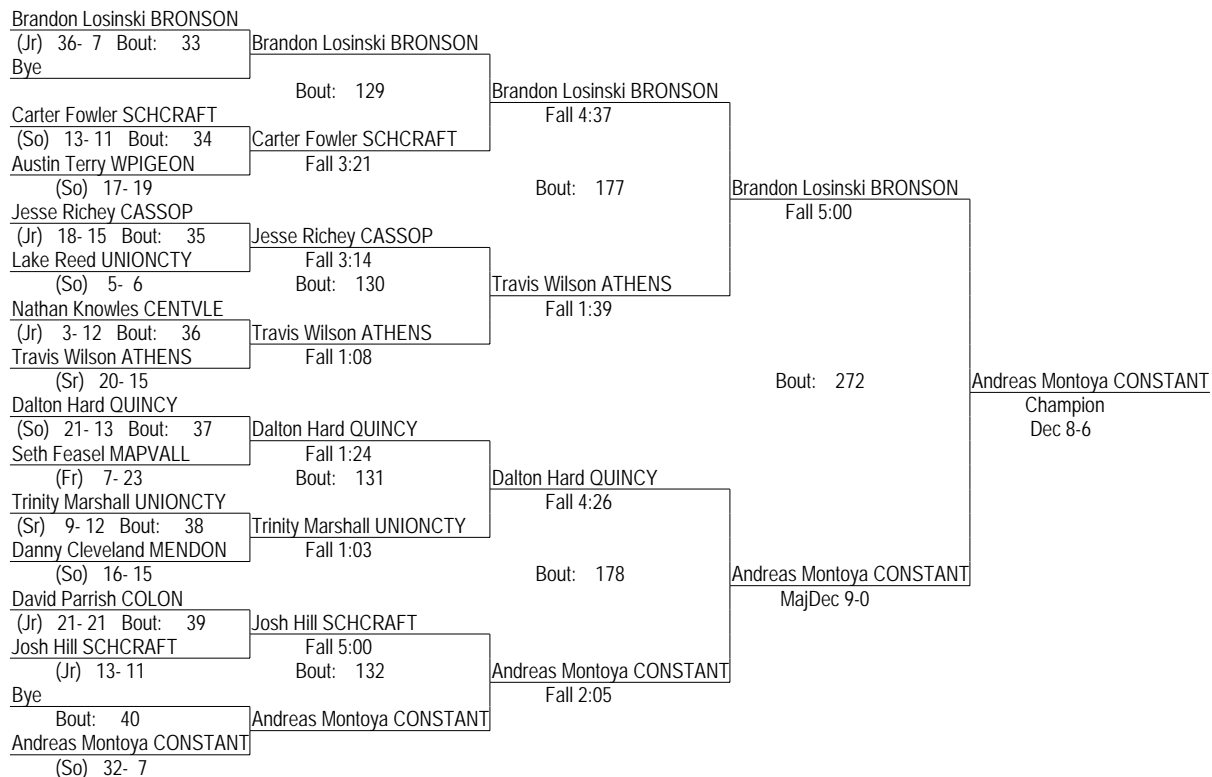 Brandon Losinski BRONSON
(Jr) 36- 7 Bout: 33
Brandon Losinski BRONSON
Bye
Bout: 129
Brandon Losinski BRONSON
Carter Fowler SCHCRAFT
Fall 4:37
(So) 13- 11 Bout: 34
Carter Fowler SCHCRAFT
Austin Terry WPIGEON
Fall 3:21
(So) 17- 19
Bout: 177
Brandon Losinski BRONSON
Jesse Richey CASSOP
Fall 5:00
(Jr) 18- 15 Bout: 35
Jesse Richey CASSOP
Lake Reed UNIONCTY
Fall 3:14
(So) 5- 6
Bout: 130
Travis Wilson ATHENS
Nathan Knowles CENTVLE
Fall 1:39
(Jr) 3- 12 Bout: 36
Travis Wilson ATHENS
Travis Wilson ATHENS
Fall 1:08
(Sr) 20- 15
Bout: 272
Andreas Montoya CONSTANT
Dalton Hard QUINCY
Champion
(So) 21- 13 Bout: 37
Dalton Hard QUINCY
Dec 8-6
Seth Feasel MAPVALL
Fall 1:24
(Fr) 7- 23
Bout: 131
Dalton Hard QUINCY
Trinity Marshall UNIONCTY
Fall 4:26
(Sr) 9- 12 Bout: 38
Trinity Marshall UNIONCTY
Danny Cleveland MENDON
Fall 1:03
(So) 16- 15
Bout: 178
Andreas Montoya CONSTANT
David Parrish COLON
MajDec 9-0
(Jr) 21- 21 Bout: 39
Josh Hill SCHCRAFT
Josh Hill SCHCRAFT
Fall 5:00
(Jr) 13- 11
Bout: 132
Andreas Montoya CONSTANT
Bye
Fall 2:05
Bout: 40
Andreas Montoya CONSTANT
Andreas Montoya CONSTANT
(So) 32- 7